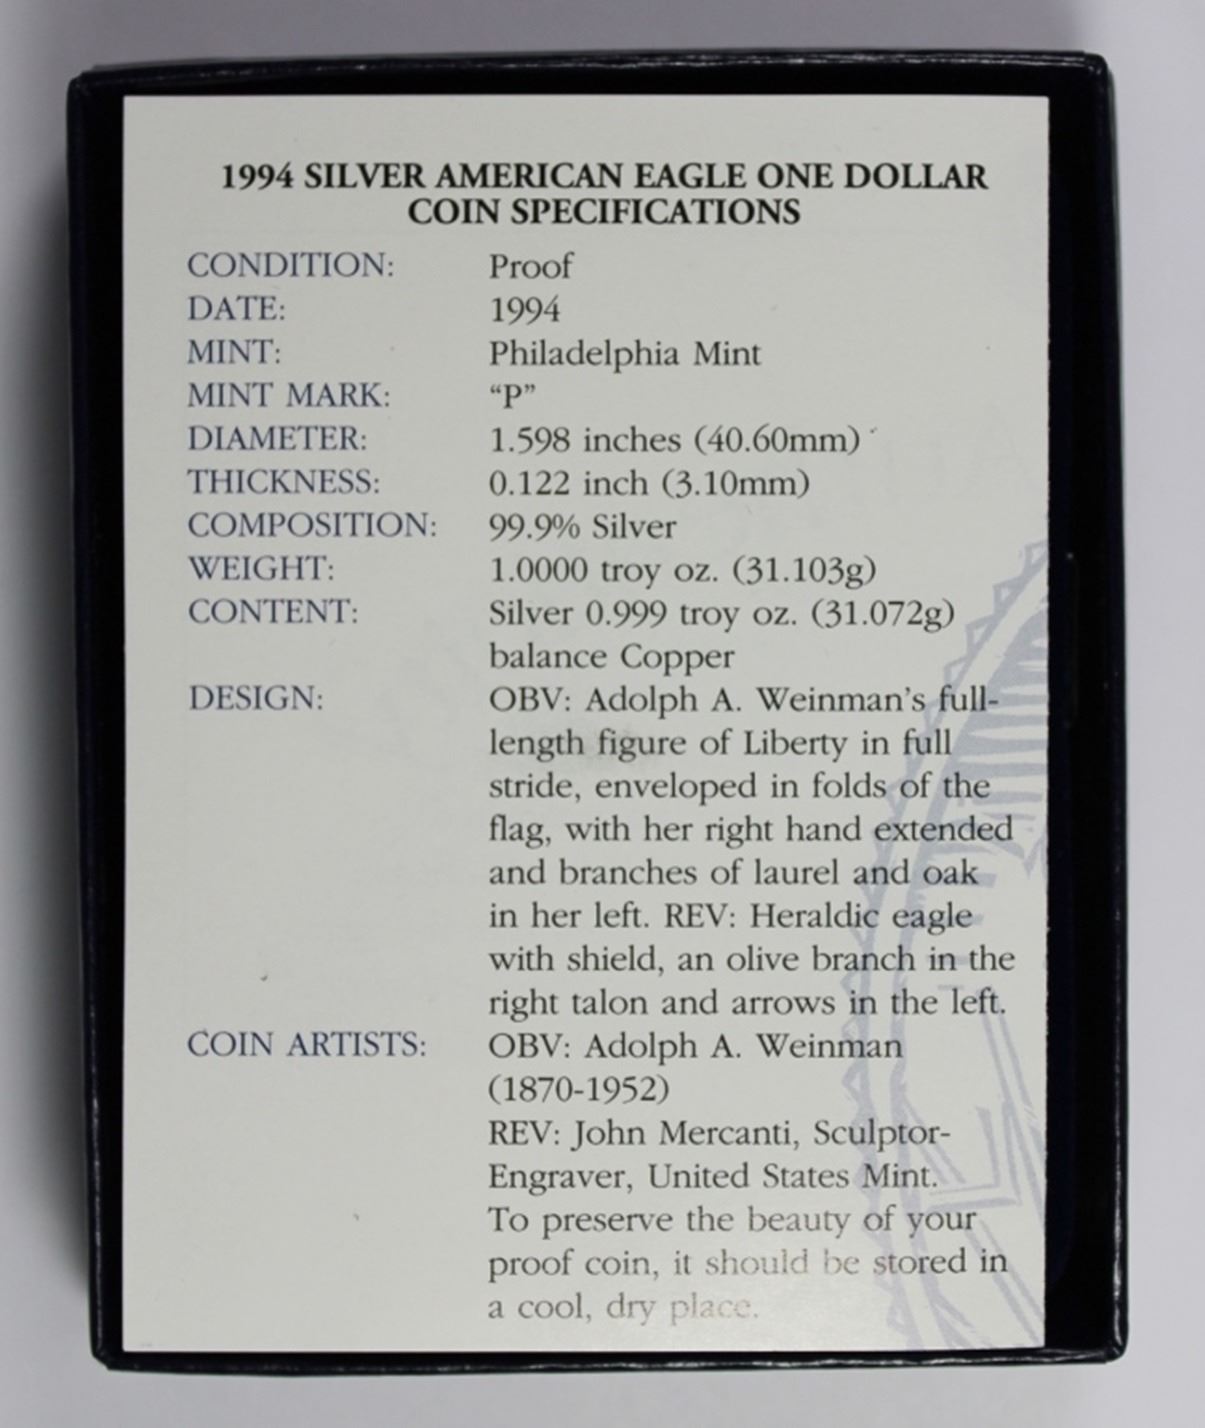 1994 SILVER AMERICAN EAGLE ONE DOLLAR
COIN SPECIFICATIONS
CONDITION: Proof
DATE: 1994
MINT: Philadelphia Mint
MINT MARK: “P”
DIAMETER: 1.598 inches (40.60mm)
THICKNESS: 0.122 inch (3.10mm)
COMPOSITION: 99.9% Silver
WEIGHT: 1.0000 troy oz. (31.103g)
CONTENT: Silver 0.999 troy oz. (31.072g)
balance Copper
DESIGN: OBV: Adolph A. Weinman’s full-
length figure of Liberty in full
stride, enveloped in folds of the
flag, with her right hand extended
and branches of laurel and oak
in her left. REV: Heraldic eagle
with shield, an olive branch in the
right talon and arrows in the left.
COIN ARTISTS: OBV: Adolph A. Weinman
(1870-1952)
REV: John Mercanti, Sculptor-
Engraver, United States Mint.
To preserve the beauty of your
proof coin, it should be stored in
a cool, dry place.